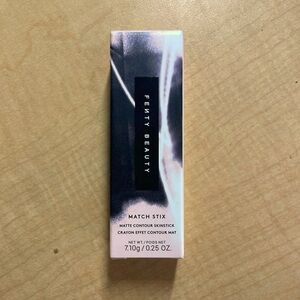 FENTY BEAUTY
MATCH STIX
MATTE CONTOUR SKINSTICK
CRAYON EFFET CONTOUR MAT
NET WT. / POIDS NET
7.10g / 0.25 OZ.